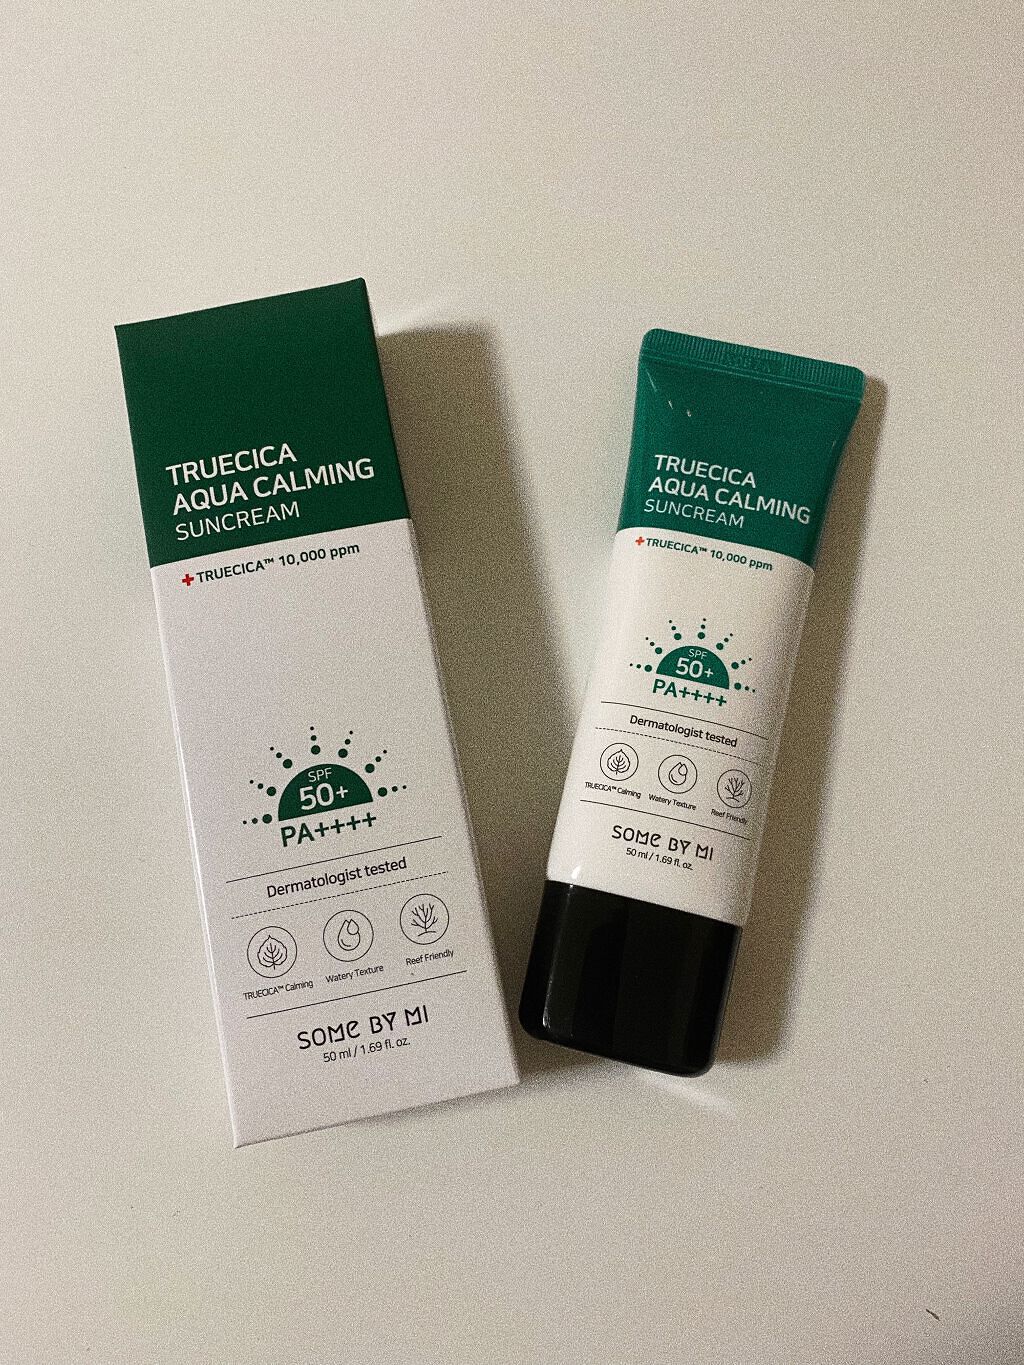 TRUECICA
AQUA CALMING
SUNCREAM
+TRUECICA™ 10,000 ppm
SPF
50+
PA++++
Dermatologist tested
TRUECICA™ Calming
Watery Texture
Reef Friendly
SOME BY MI
50 ml / 1.69 fl. oz.
TRUECICA
AQUA CALMING
SUNCREAM
+TRUECICA™ 10,000 ppm
SPF
50+
PA++++
Dermatologist tested
TRUECICA™ Calming
Watery Texture
Reef Friendly
SOME BY MI
50 ml / 1.69 fl. oz.